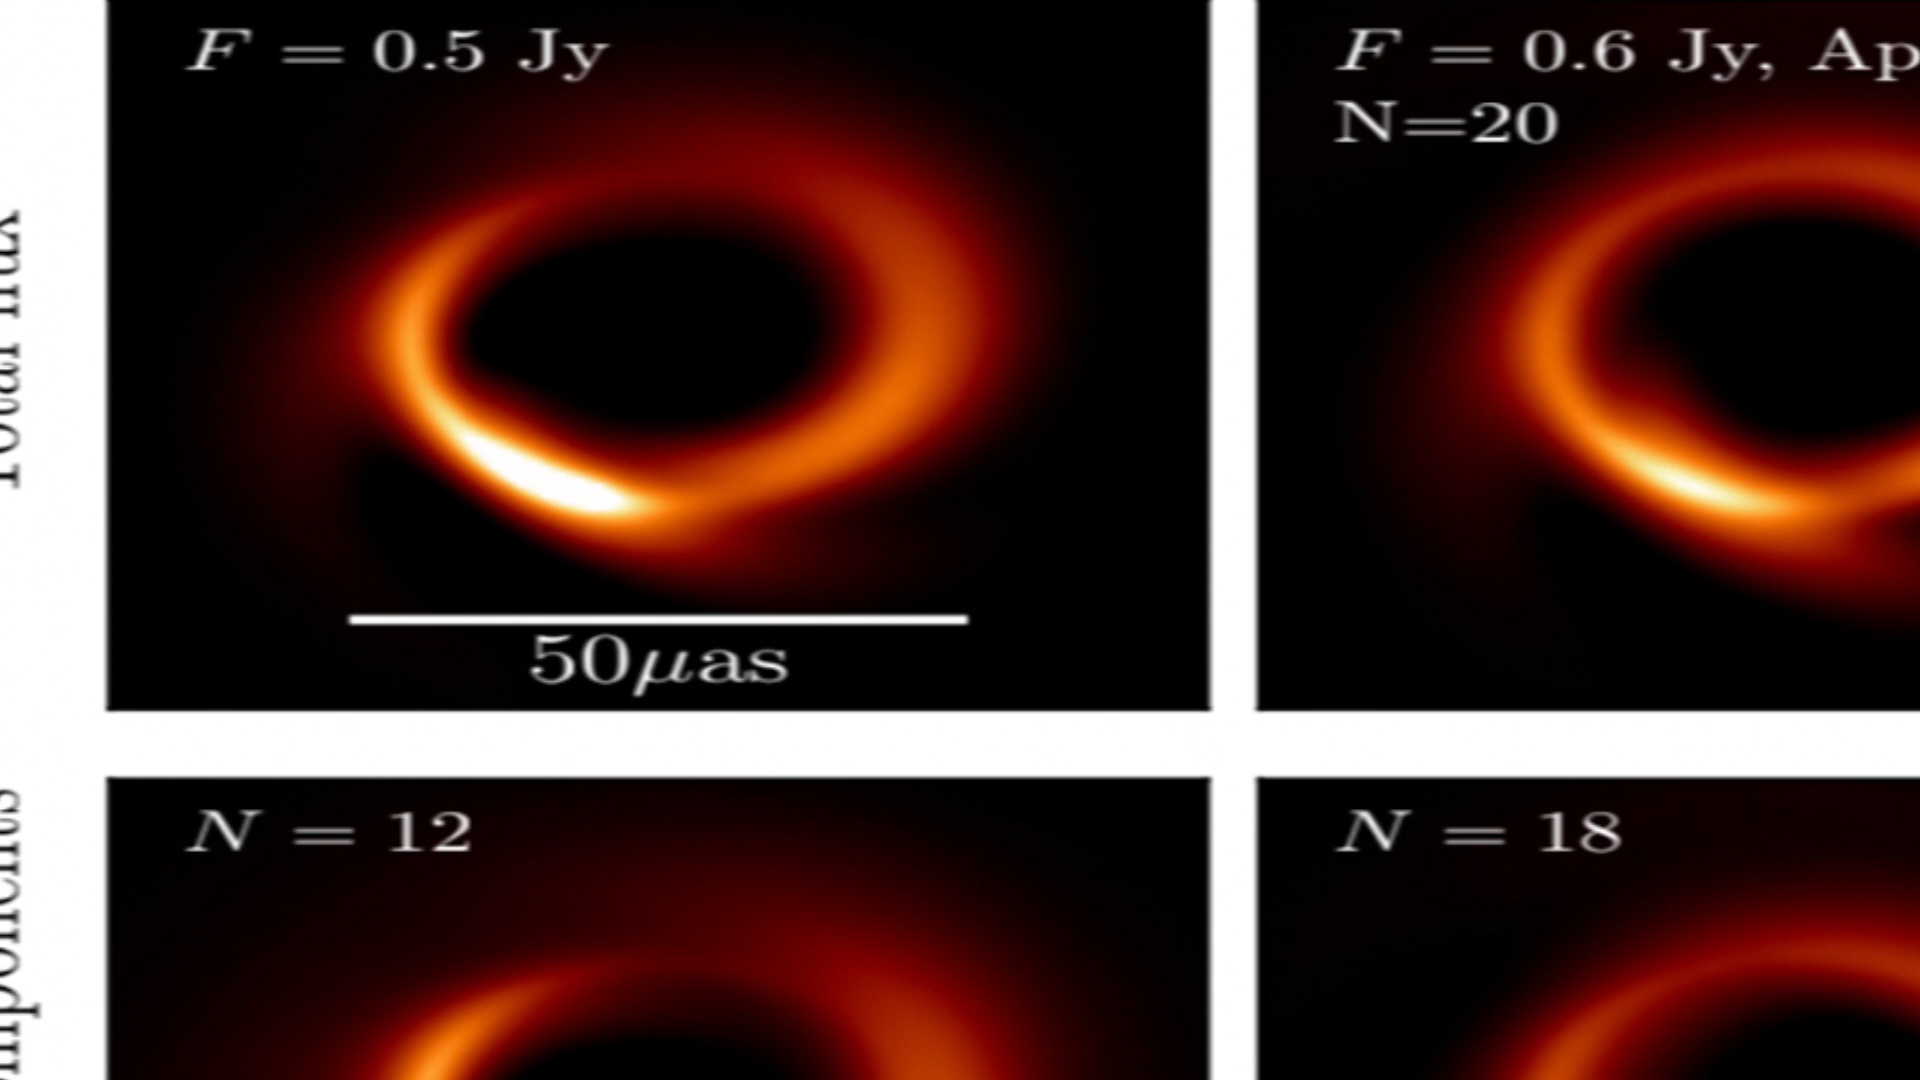 F = 0.5 Jy
F = 0.6 Jy, Ap
N=20
50μas
N = 12
N = 18